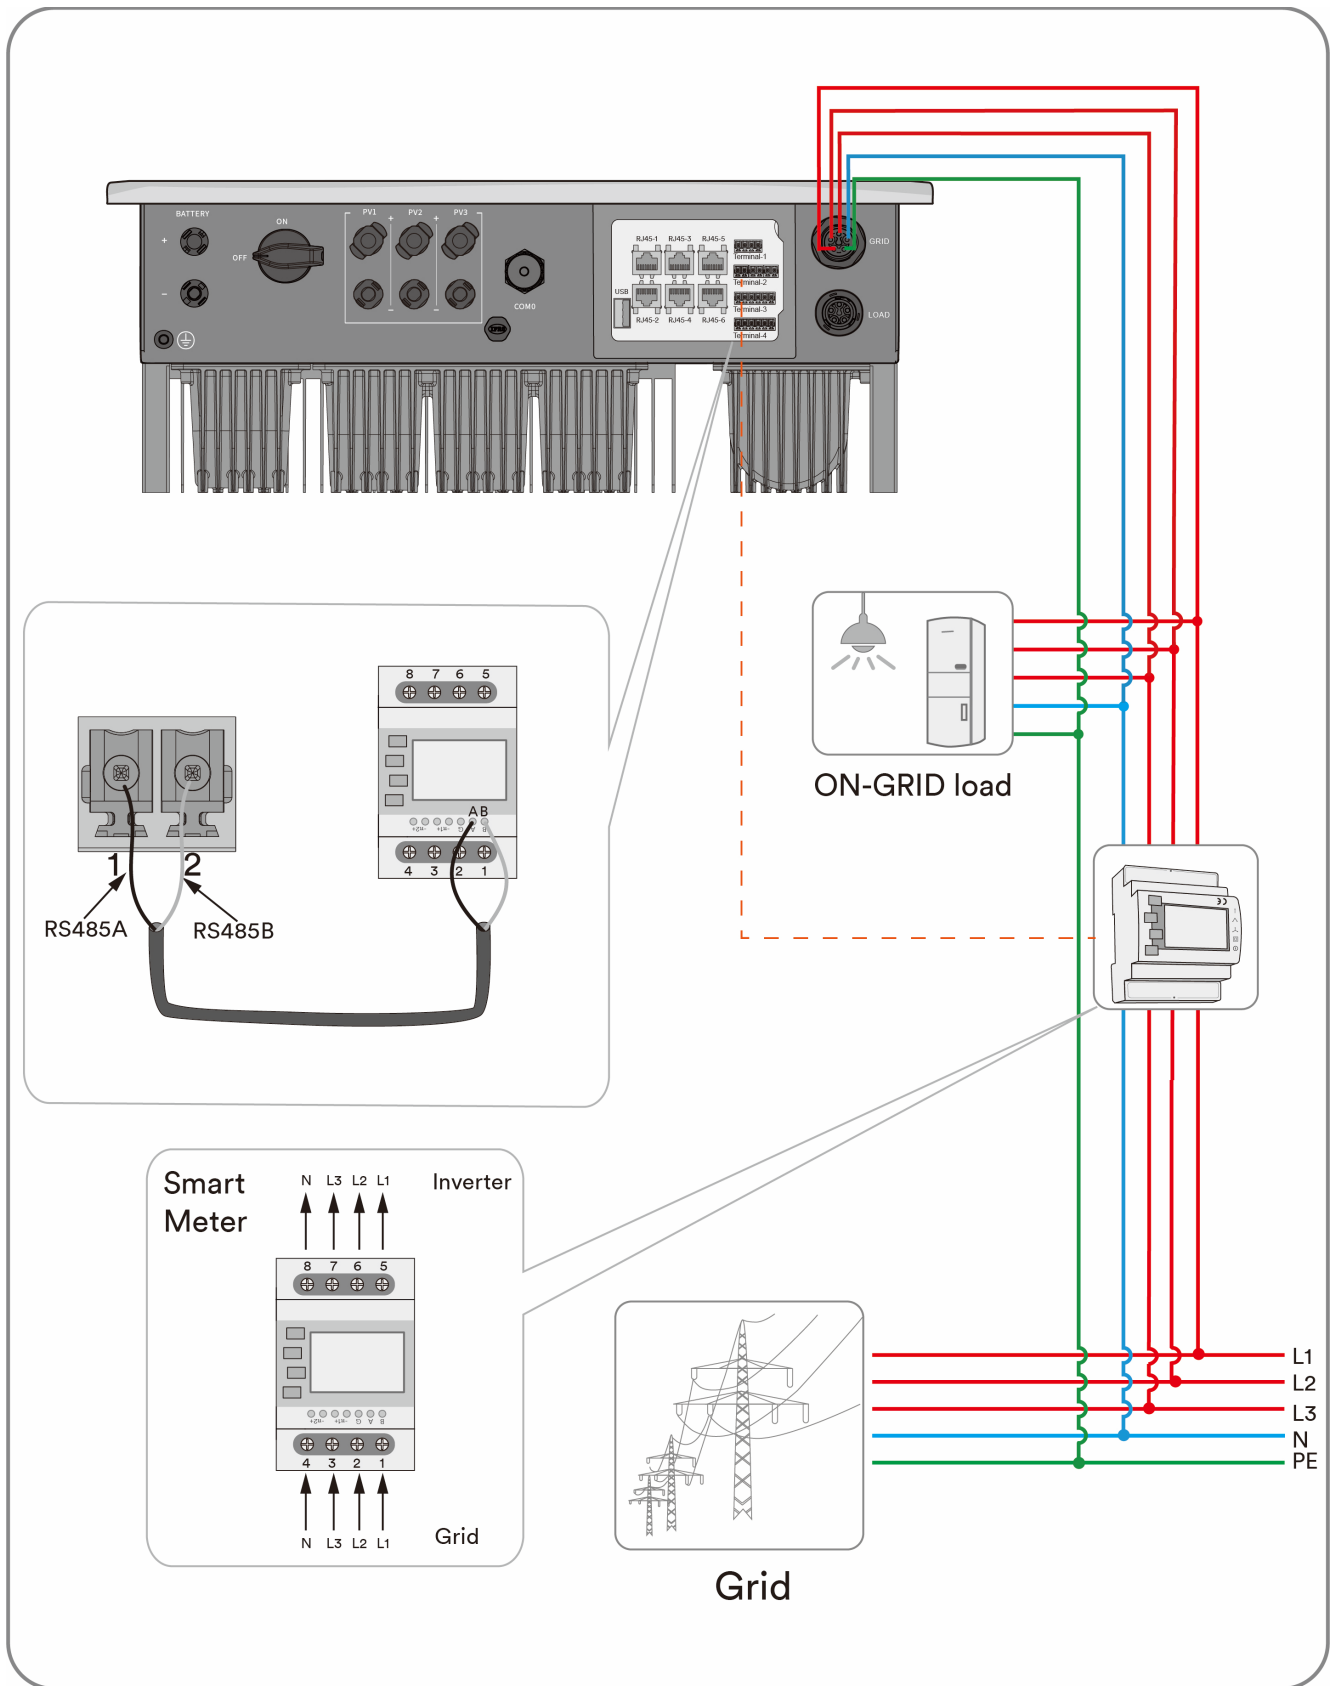 BATTERY
+
−
ON
OFF
PV1 + PV2 + PV3
− −
COM0
RJ45-1 RJ45-3 RJ45-5
USB
RJ45-2 RJ45-4 RJ45-6
Terminal-1
Terminal-2
Terminal-3
Terminal-4
GRID
LOAD
8 7 6 5
A B
G A B
4 3 2 1
1 2
RS485A
RS485B
ON-GRID load
CE
Smart
Meter
N L3 L2 L1
Inverter
8 7 6 5
G A B
4 3 2 1
N L3 L2 L1
Grid
L1
L2
L3
N
PE
Grid